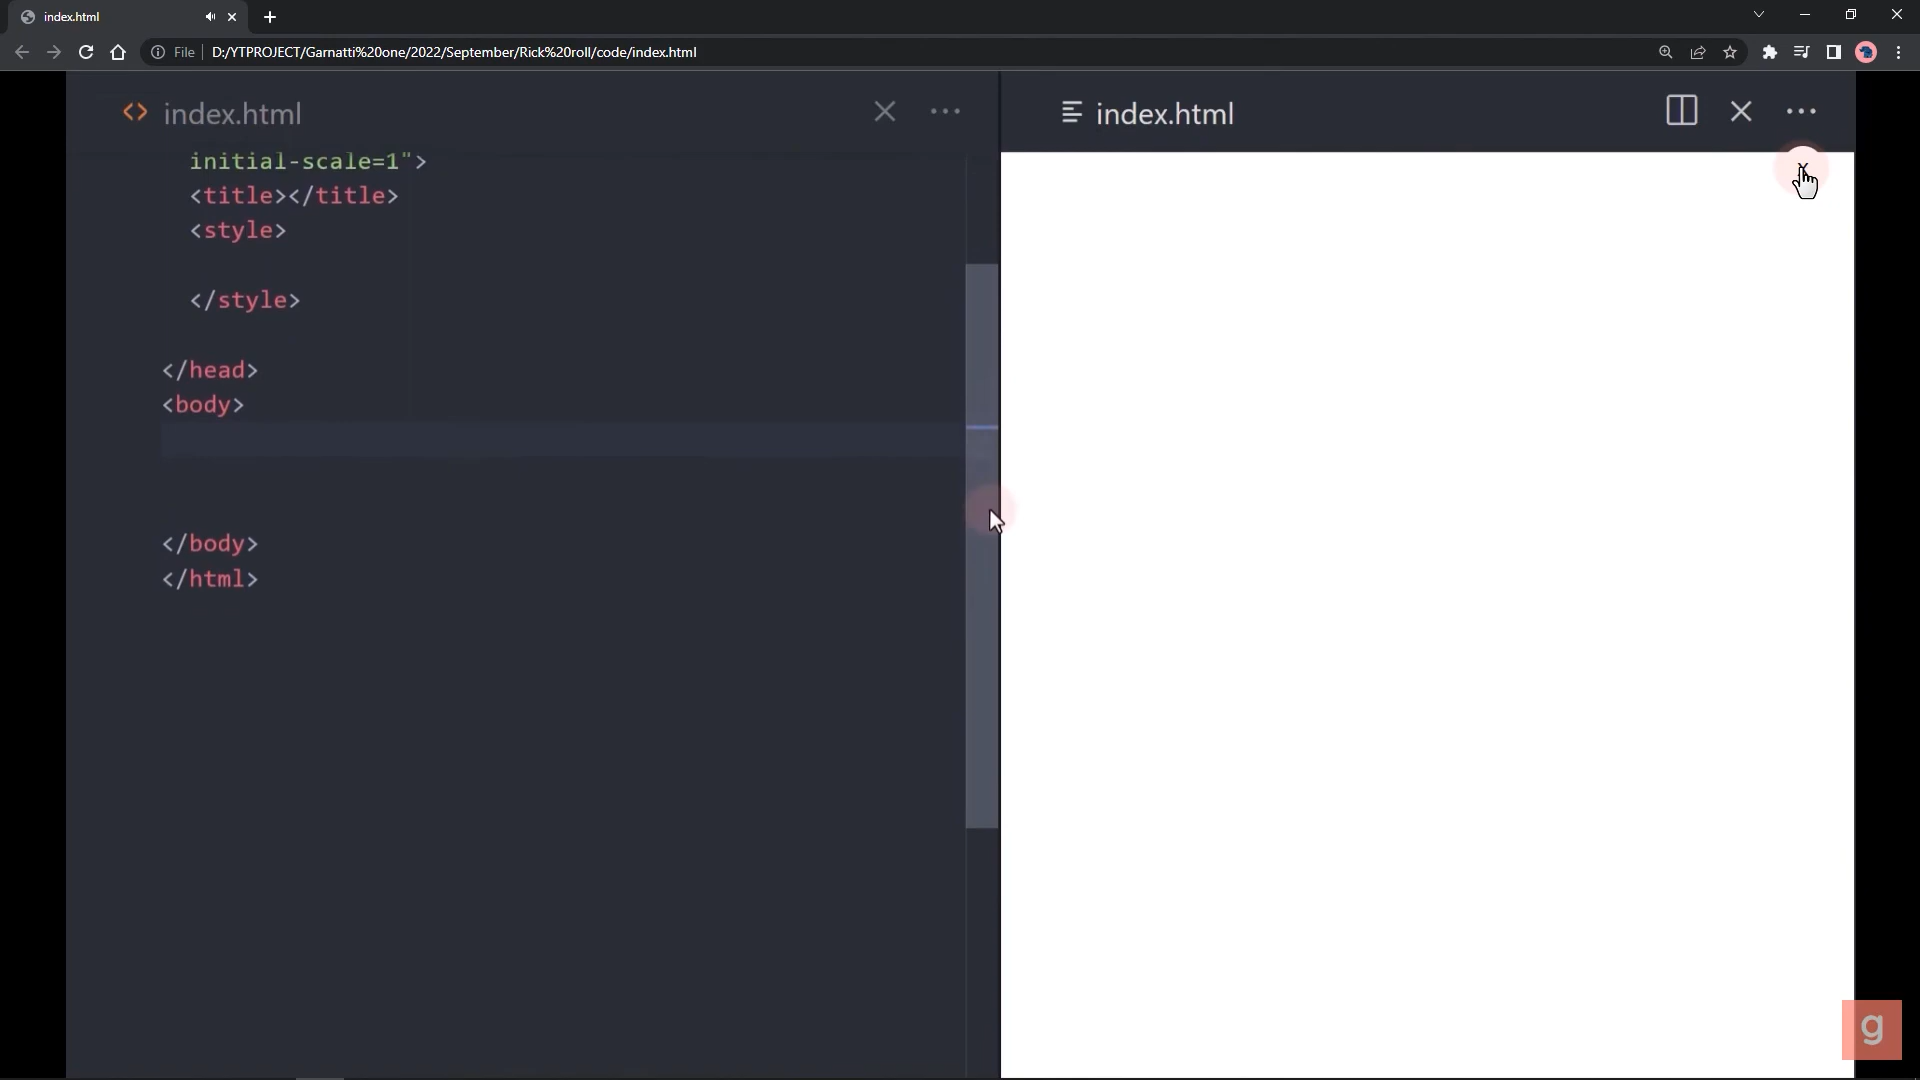 index.html
File
D:/YTPROJECT/Garnatti%20one/2022/September/Rick%20roll/code/index.html
index.html
index.html
initial-scale=1">
<title></title>
<style>
</style>
</head>
<body>
</body>
</html>
g